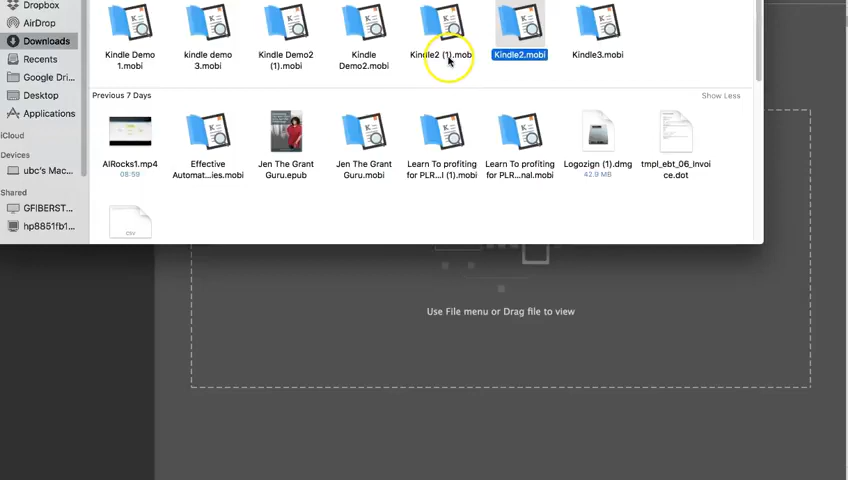 Dropbox
AirDrop
Downloads
Recents
Google Dri...
Desktop
Applications
iCloud
Devices
ubc's Mac...
Shared
GFIBERST...
hp8851fb1...
Kindle Demo
1.mobi
kindle demo
3.mobi
Kindle Demo2
(1).mobi
Kindle
Demo2.mobi
Kindle2 (1).mobi
Kindle2.mobi
Kindle3.mobi
Previous 7 Days
Show Less
AIRocks1.mp4
08:59
Effective
Automat...ies.mobi
Jen The Grant
Guru.epub
Jen The Grant
Guru.mobi
Learn To profiting
for PLR...l (1).mobi
Learn To profiting
for PLR...nal.mobi
Logozign (1).dmg
42.9 MB
tmpl_ebt_06_invoi
ce.dot
CSV
Use File menu or Drag file to view